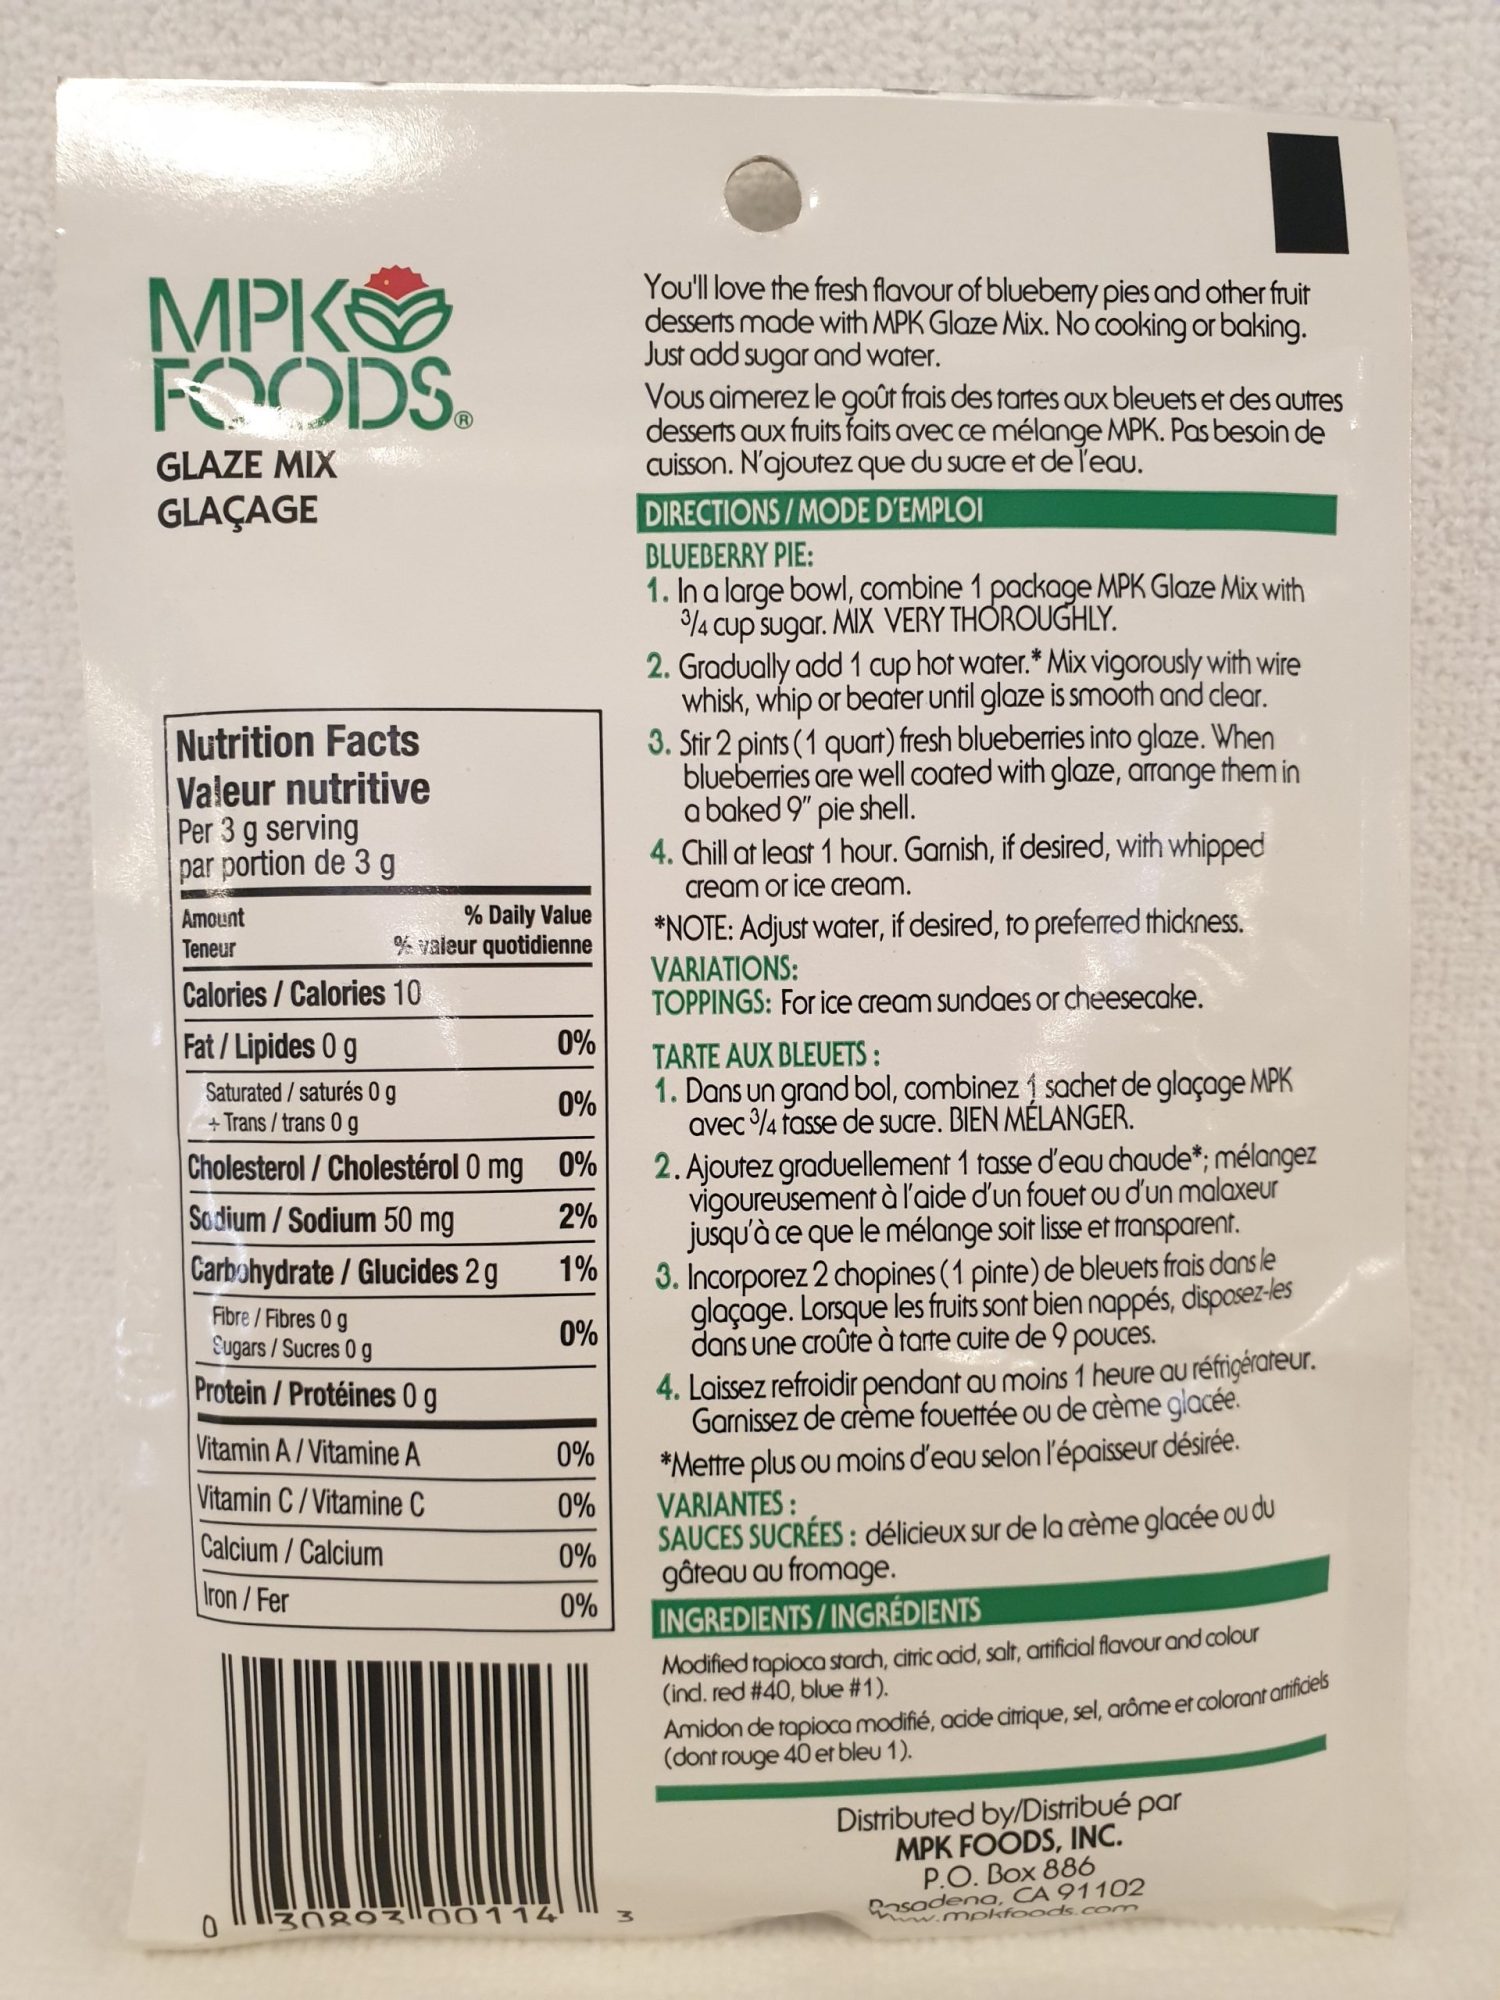 MPK
FOODS®
GLAZE MIX
GLAÇAGE
Nutrition Facts
Valeur nutritive
Per 3 g serving
par portion de 3 g
Amount % Daily Value
Teneur % valeur quotidienne
Calories / Calories 10
Fat / Lipides 0 g 0%
Saturated / saturés 0 g
+ Trans / trans 0 g 0%
Cholesterol / Cholestérol 0 mg 0%
Sodium / Sodium 50 mg 2%
Carbohydrate / Glucides 2 g 1%
Fibre / Fibres 0 g 0%
Sugars / Sucres 0 g
Protein / Protéines 0 g
Vitamin A / Vitamine A 0%
Vitamin C / Vitamine C 0%
Calcium / Calcium 0%
Iron / Fer 0%
0 30893 00114 3
You'll love the fresh flavour of blueberry pies and other fruit
desserts made with MPK Glaze Mix. No cooking or baking.
Just add sugar and water.
Vous aimerez le goût frais des tartes aux bleuets et des autres
desserts aux fruits faits avec ce mélange MPK. Pas besoin de
cuisson. N'ajoutez que du sucre et de l'eau.
DIRECTIONS / MODE D'EMPLOI
BLUEBERRY PIE:
1. In a large bowl, combine 1 package MPK Glaze Mix with
3/4 cup sugar. MIX VERY THOROUGHLY.
2. Gradually add 1 cup hot water.* Mix vigorously with wire
whisk, whip or beater until glaze is smooth and clear.
3. Stir 2 pints (1 quart) fresh blueberries into glaze. When
blueberries are well coated with glaze, arrange them in
a baked 9" pie shell.
4. Chill at least 1 hour. Garnish, if desired, with whipped
cream or ice cream.
*NOTE: Adjust water, if desired, to preferred thickness.
VARIATIONS:
TOPPINGS: For ice cream sundaes or cheesecake.
TARTE AUX BLEUETS :
1. Dans un grand bol, combinez 1 sachet de glaçage MPK
avec 3/4 tasse de sucre. BIEN MÉLANGER.
2. Ajoutez graduellement 1 tasse d'eau chaude*; mélangez
vigoureusement à l'aide d'un fouet ou d'un malaxeur
jusqu'à ce que le mélange soit lisse et transparent.
3. Incorporez 2 chopines (1 pinte) de bleuets frais dans le
glaçage. Lorsque les fruits sont bien nappés, disposez-les
dans une croûte à tarte cuite de 9 pouces.
4. Laissez refroidir pendant au moins 1 heure au réfrigérateur.
Garnissez de crème fouettée ou de crème glacée.
*Mettre plus ou moins d'eau selon l'épaisseur désirée.
VARIANTES :
SAUCES SUCRÉES : délicieux sur de la crème glacée ou du
gâteau au fromage.
INGREDIENTS / INGRÉDIENTS
Modified tapioca starch, citric acid, salt, artificial flavour and colour
(incl. red #40, blue #1).
Amidon de tapioca modifié, acide citrique, sel, arôme et colorant artificiels
(dont rouge 40 et bleu 1).
Distributed by/Distribué par
MPK FOODS, INC.
P.O. Box 886
Pasadena, CA 91102
www.mpkfoods.com